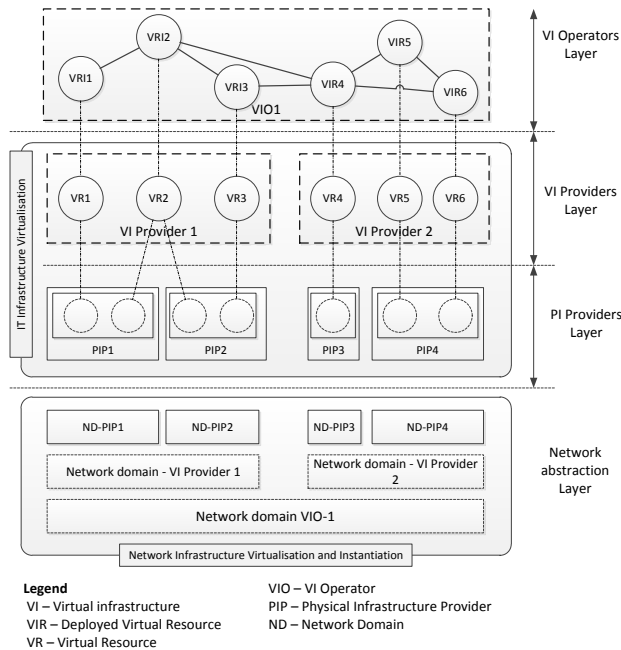 VI Operators
Layer
VRI1
VRI2
VRI3
VIR4
VIR5
VIR6
VIO1
IT Infrastructure Virtualisation
VI Providers
Layer
VR1
VR2
VR3
VI Provider 1
VR4
VR5
VR6
VI Provider 2
PI Providers
Layer
PIP1
PIP2
PIP3
PIP4
Network
abstraction
Layer
ND-PIP1
ND-PIP2
ND-PIP3
ND-PIP4
Network domain - VI Provider 1
Network domain - VI Provider
2
Network domain VIO-1
Network Infrastructure Virtualisation and Instantiation
Legend
VI – Virtual infrastructure
VIR – Deployed Virtual Resource
VR – Virtual Resource
VIO – VI Operator
PIP – Physical Infrastructure Provider
ND – Network Domain